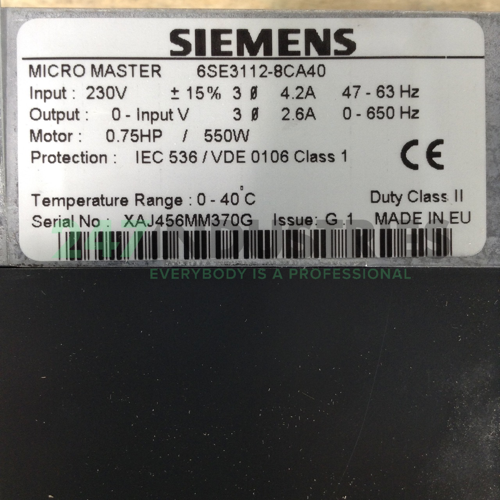 SIEMENS
MICRO MASTER 6SE3112-8CA40
Input : 230V ± 15% 3 Ø 4.2A 47 - 63 Hz
Output : 0 - Input V 3 Ø 2.6A 0 - 650 Hz
Motor : 0.75HP / 550W
Protection : IEC 536 / VDE 0106 Class 1
CE
Temperature Range : 0 - 40°C Duty Class II
Serial No : XAJ456MM370G Issue: G.1 MADE IN EU
247 INDUSTRIES
EVERYBODY IS A PROFESSIONAL